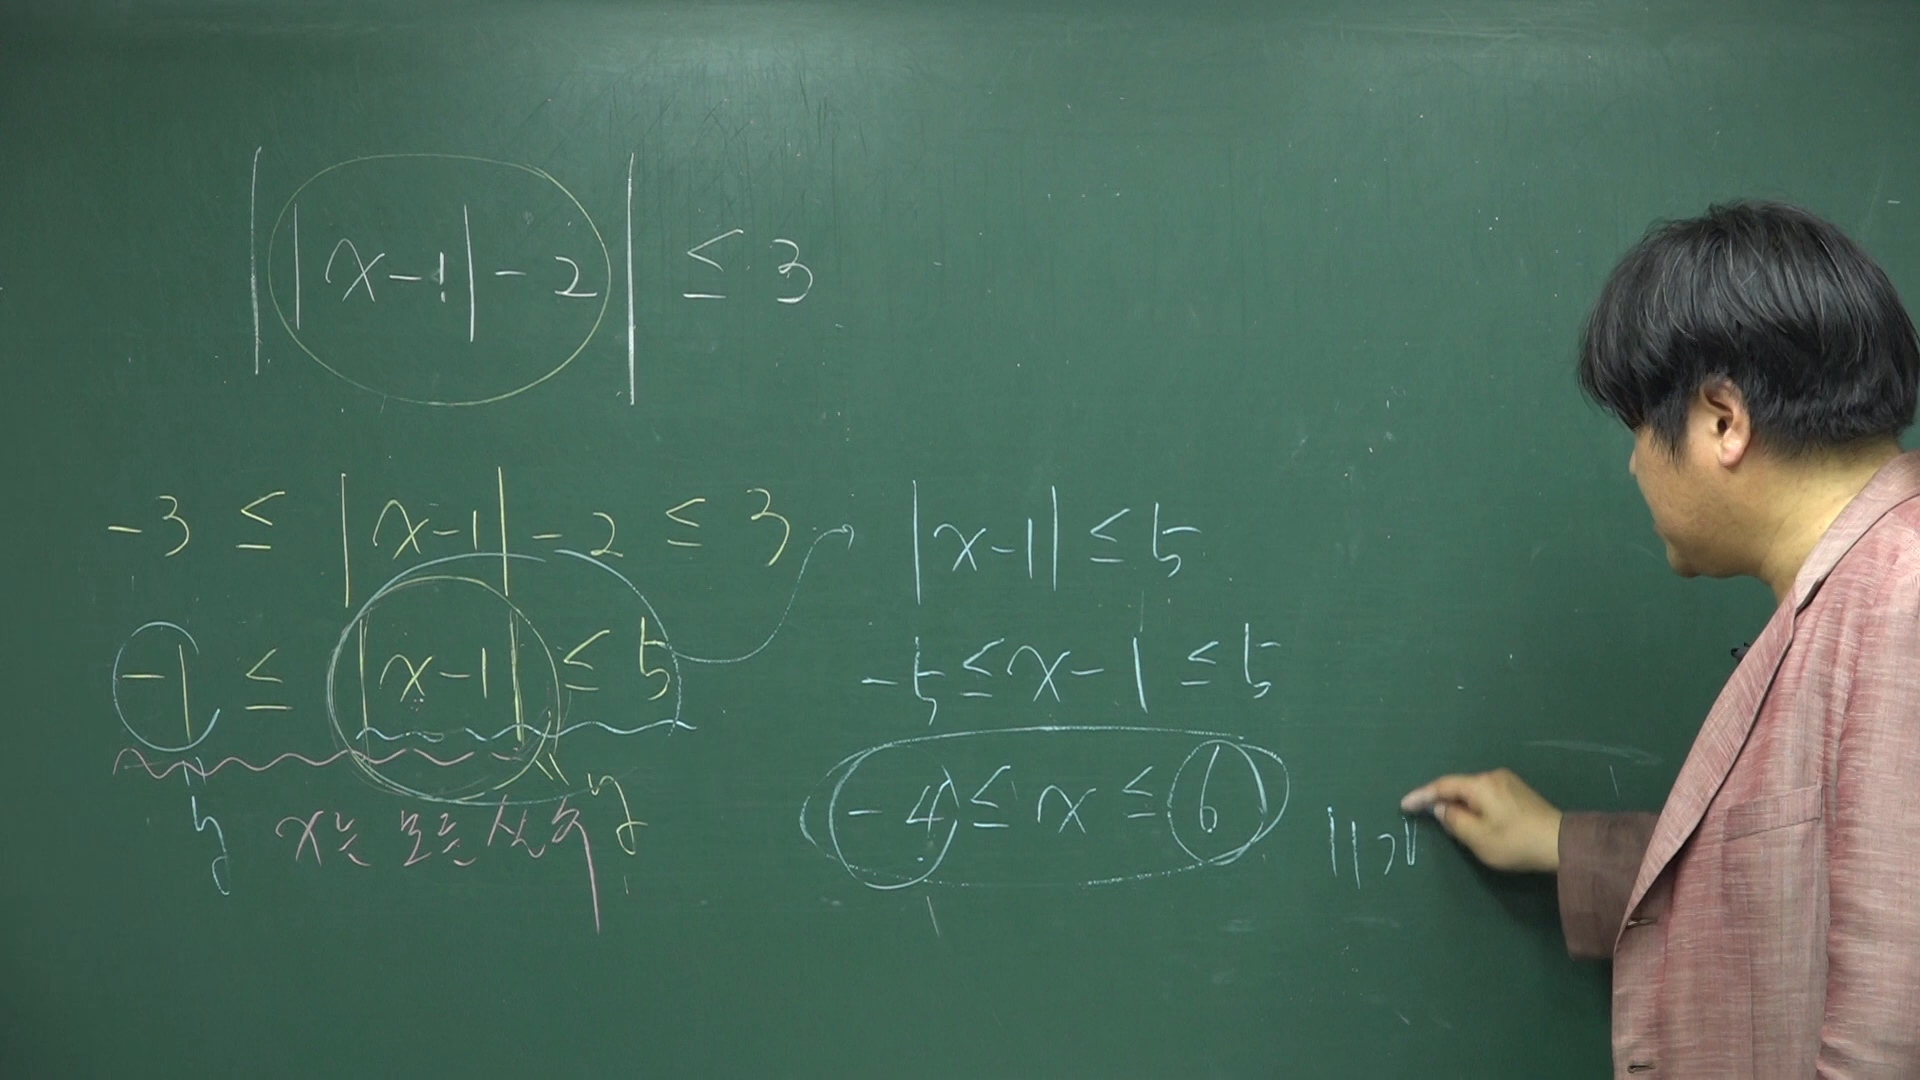 ||x-1|-2| ≤ 3
-3 ≤ |x-1|-2 ≤ 3
-1 ≤ |x-1| ≤ 5
x는 모든 실수
|x-1| ≤ 5
-5 ≤ x-1 ≤ 5
-4 ≤ x ≤ 6
11개